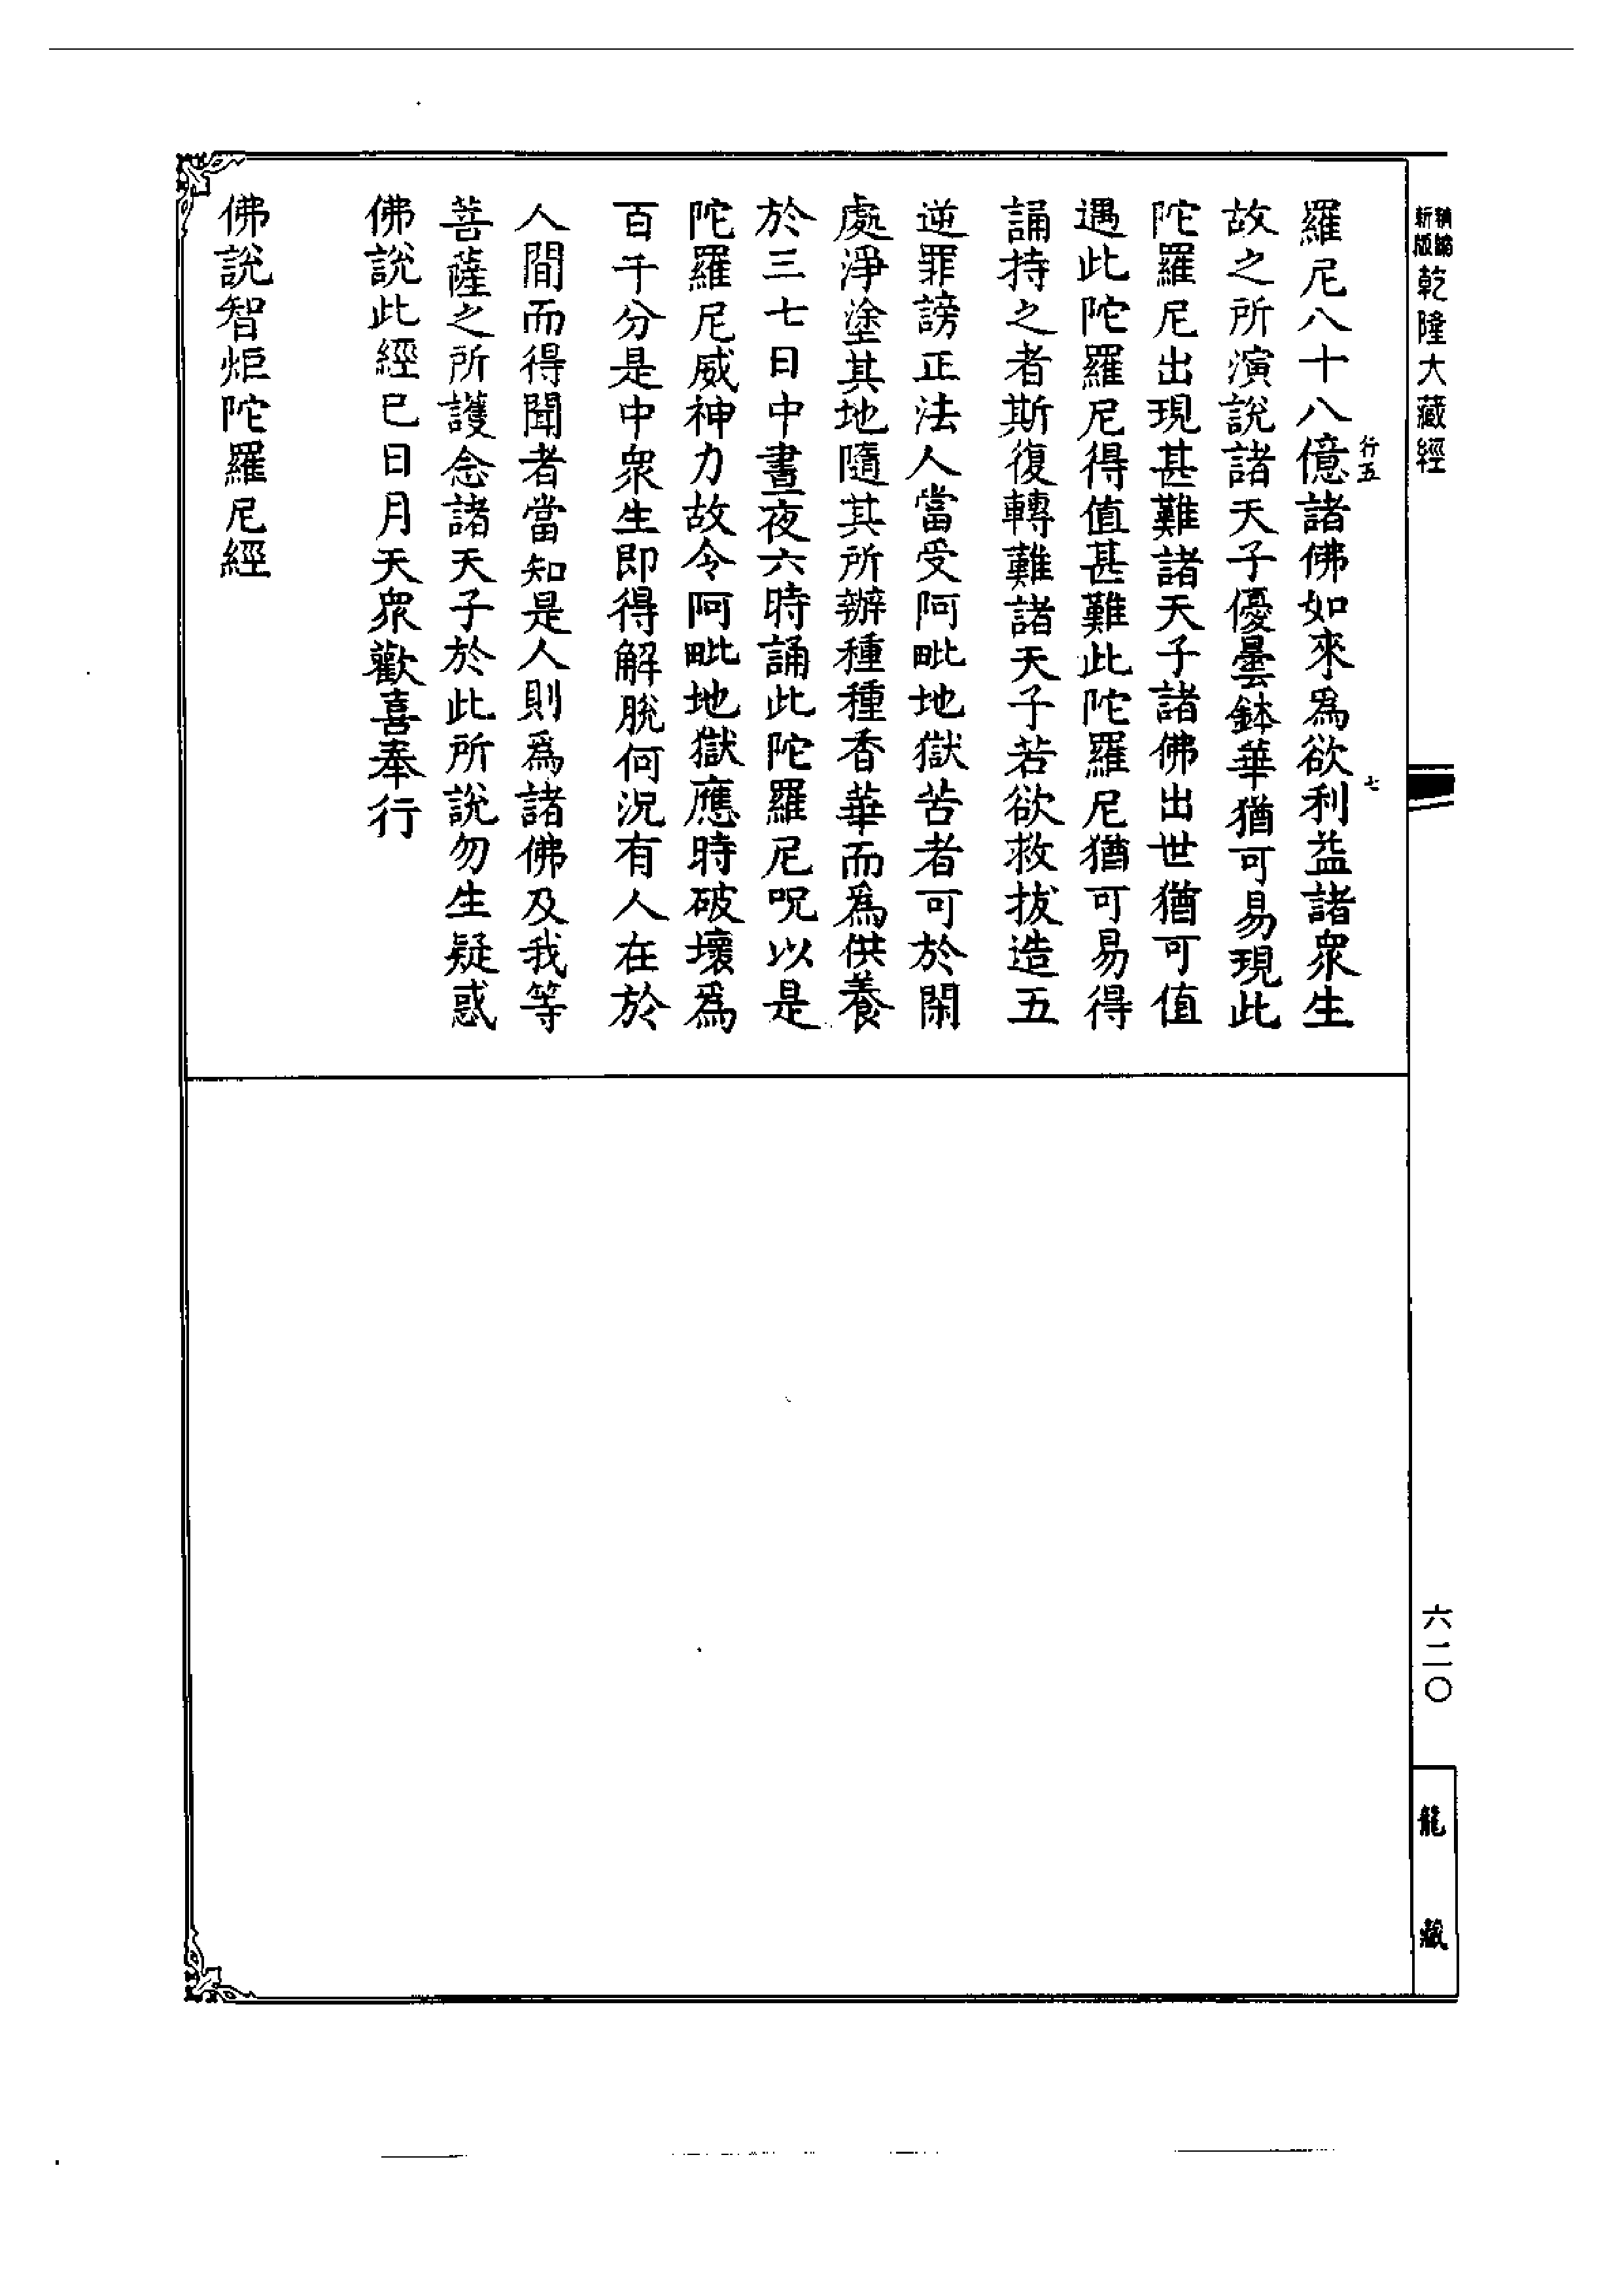 新版精縮乾隆大藏經
六二〇
龍藏
行五
七
羅尼八十八億諸佛如來爲欲利益諸衆生
故之所演說諸天子優曇鉢華猶可易現此
陀羅尼出現甚難諸天子諸佛出世猶可值
遇此陀羅尼得值甚難此陀羅尼猶可易得
誦持之者斯復轉難諸天子若欲救拔造五
逆罪謗正法人當受阿毗地獄苦者可於閑
處淨塗其地隨其所辦種種香華而爲供養
於三七日中晝夜六時誦此陀羅尼呪以是
陀羅尼威神力故令阿毗地獄應時破壞爲
百千分是中衆生即得解脫何況有人在於
人間而得聞者當知是人則爲諸佛及我等
菩薩之所護念諸天子於此所說勿生疑惑
佛說此經巳日月天衆歡喜奉行
佛說智炬陀羅尼經